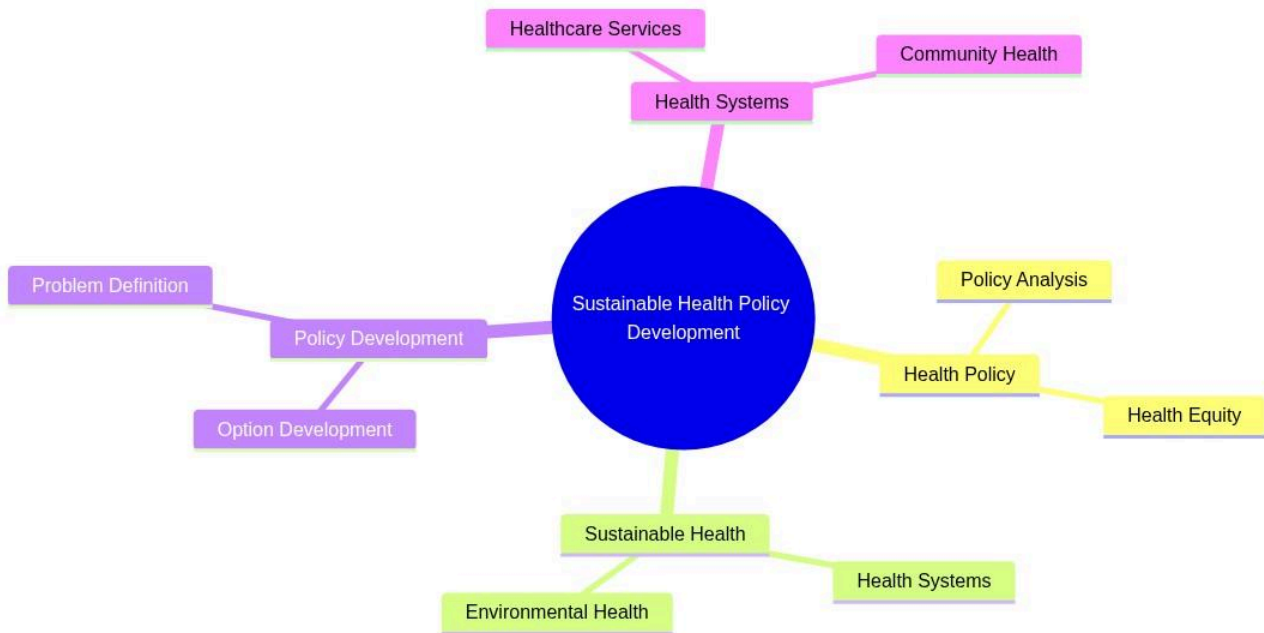 Healthcare Services
Community Health
Health Systems
Problem Definition
Policy Development
Option Development
Sustainable Health Policy
Development
Policy Analysis
Health Policy
Health Equity
Sustainable Health
Health Systems
Environmental Health